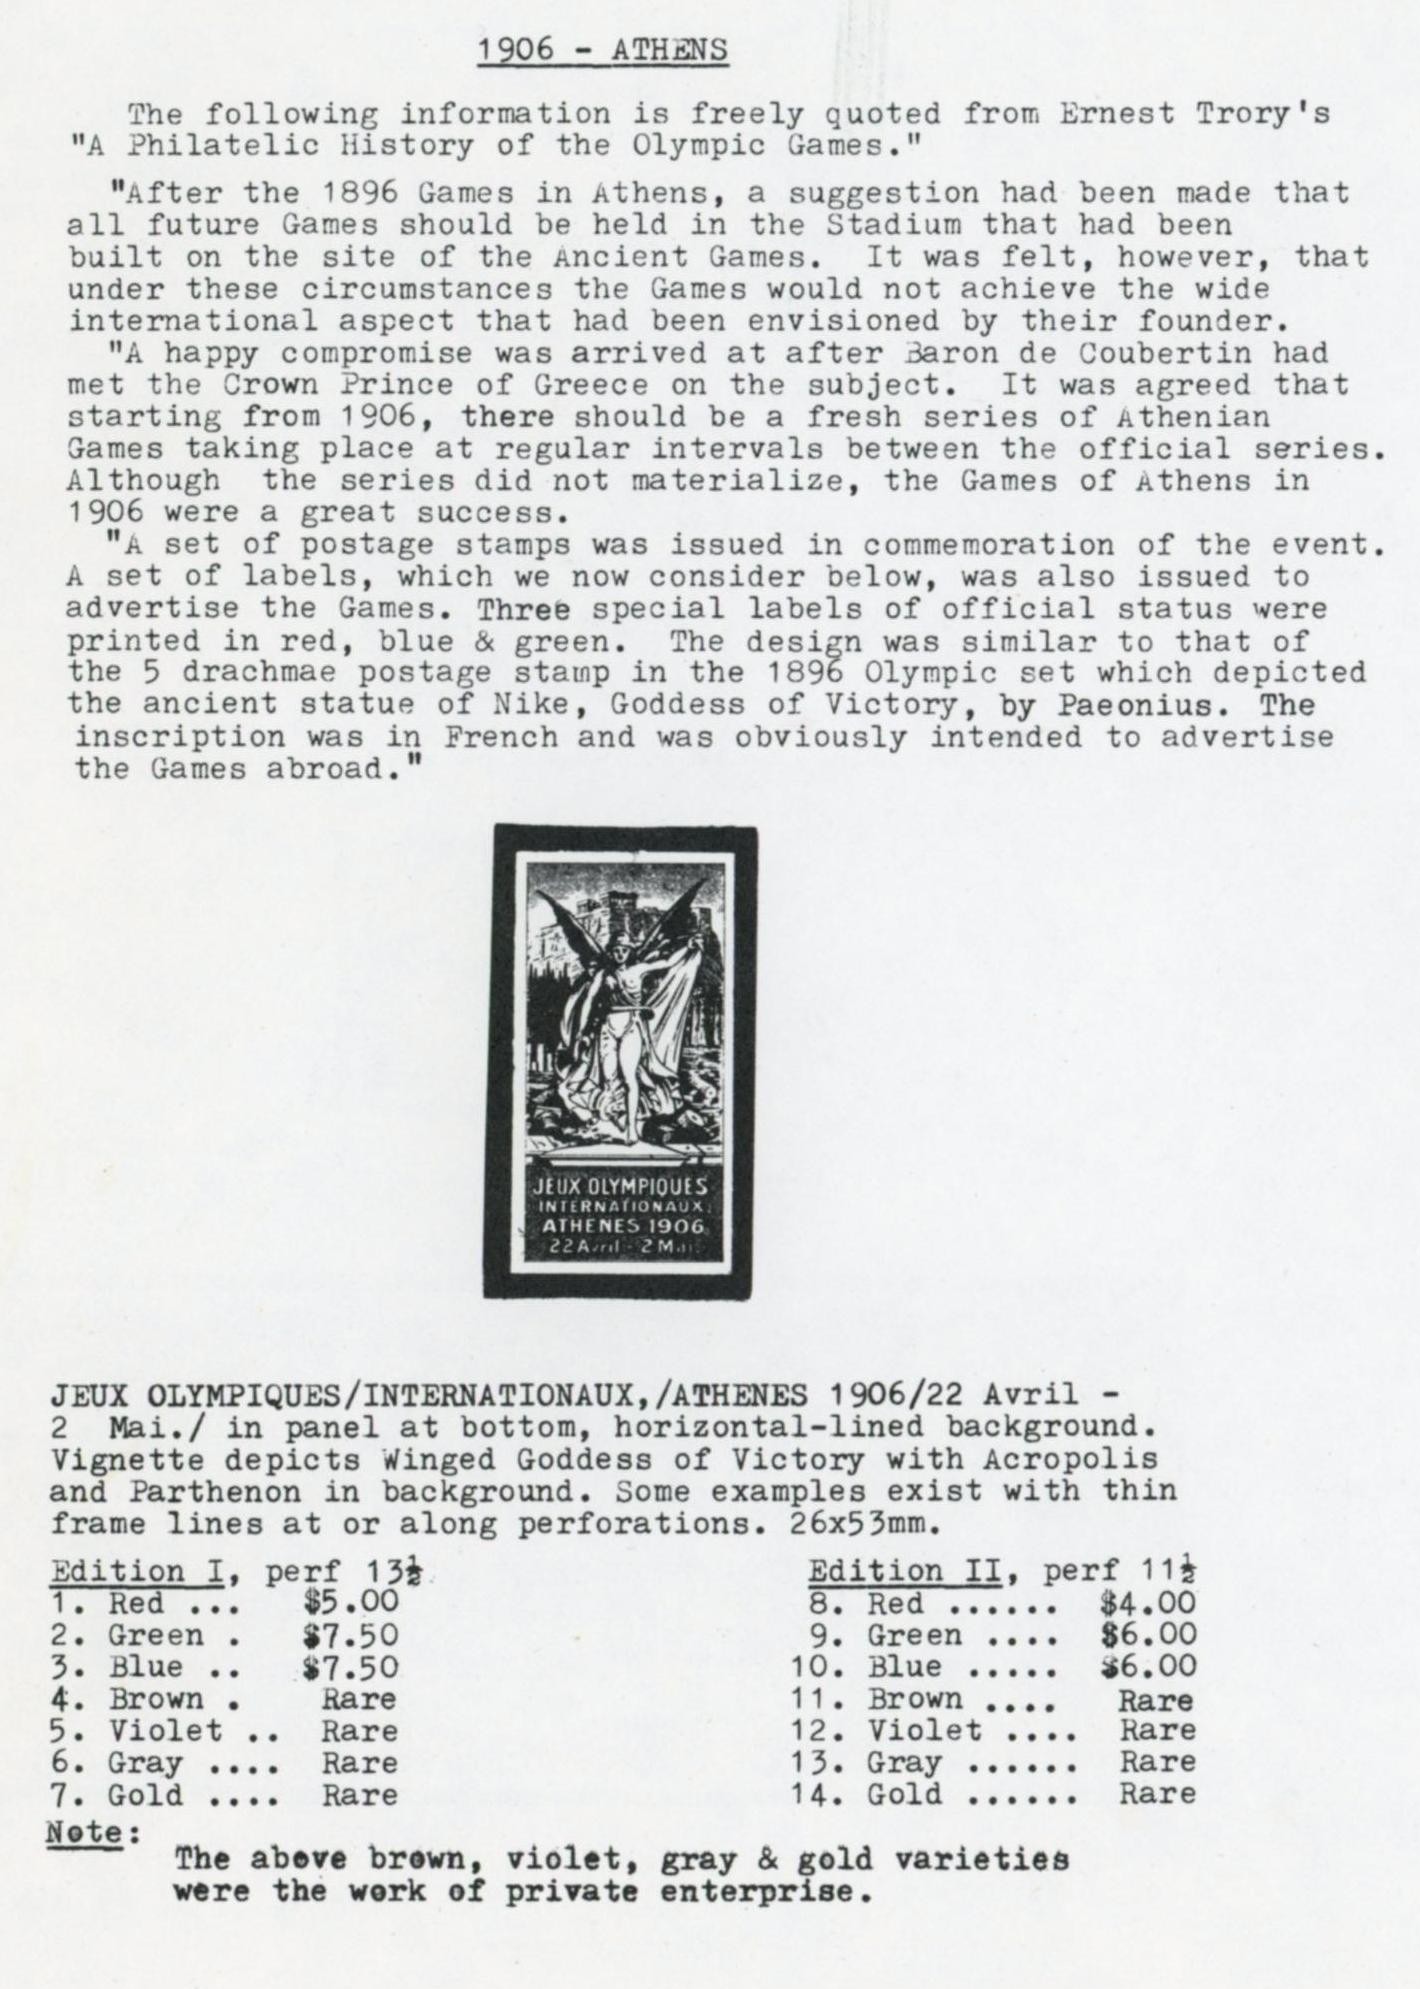 1906 - ATHENS
The following information is freely quoted from Ernest Trory's
"A Philatelic History of the Olympic Games."
"After the 1896 Games in Athens, a suggestion had been made that
all future Games should be held in the Stadium that had been
built on the site of the Ancient Games. It was felt, however, that
under these circumstances the Games would not achieve the wide
international aspect that had been envisioned by their founder.
"A happy compromise was arrived at after Baron de Coubertin had
met the Crown Prince of Greece on the subject. It was agreed that
starting from 1906, there should be a fresh series of Athenian
Games taking place at regular intervals between the official series.
Although the series did not materialize, the Games of Athens in
1906 were a great success.
"A set of postage stamps was issued in commemoration of the event.
A set of labels, which we now consider below, was also issued to
advertise the Games. Three special labels of official status were
printed in red, blue & green. The design was similar to that of
the 5 drachmae postage stamp in the 1896 Olympic set which depicted
the ancient statue of Nike, Goddess of Victory, by Paeonius. The
inscription was in French and was obviously intended to advertise
the Games abroad."
JEUX OLYMPIQUES
INTERNATIONAUX,
ATHENES 1906
22 Avril - 2 Mai.
JEUX OLYMPIQUES/INTERNATIONAUX,/ATHENES 1906/22 Avril -
2 Mai./ in panel at bottom, horizontal-lined background.
Vignette depicts Winged Goddess of Victory with Acropolis
and Parthenon in background. Some examples exist with thin
frame lines at or along perforations. 26x53mm.
Edition I, perf 13½
1. Red ... $5.00
2. Green . $7.50
3. Blue .. $7.50
4. Brown . Rare
5. Violet .. Rare
6. Gray .... Rare
7. Gold .... Rare
Edition II, perf 11½
8. Red ...... $4.00
9. Green .... $6.00
10. Blue ..... $6.00
11. Brown .... Rare
12. Violet .... Rare
13. Gray ...... Rare
14. Gold ...... Rare
Note:
The above brown, violet, gray & gold varieties
were the work of private enterprise.